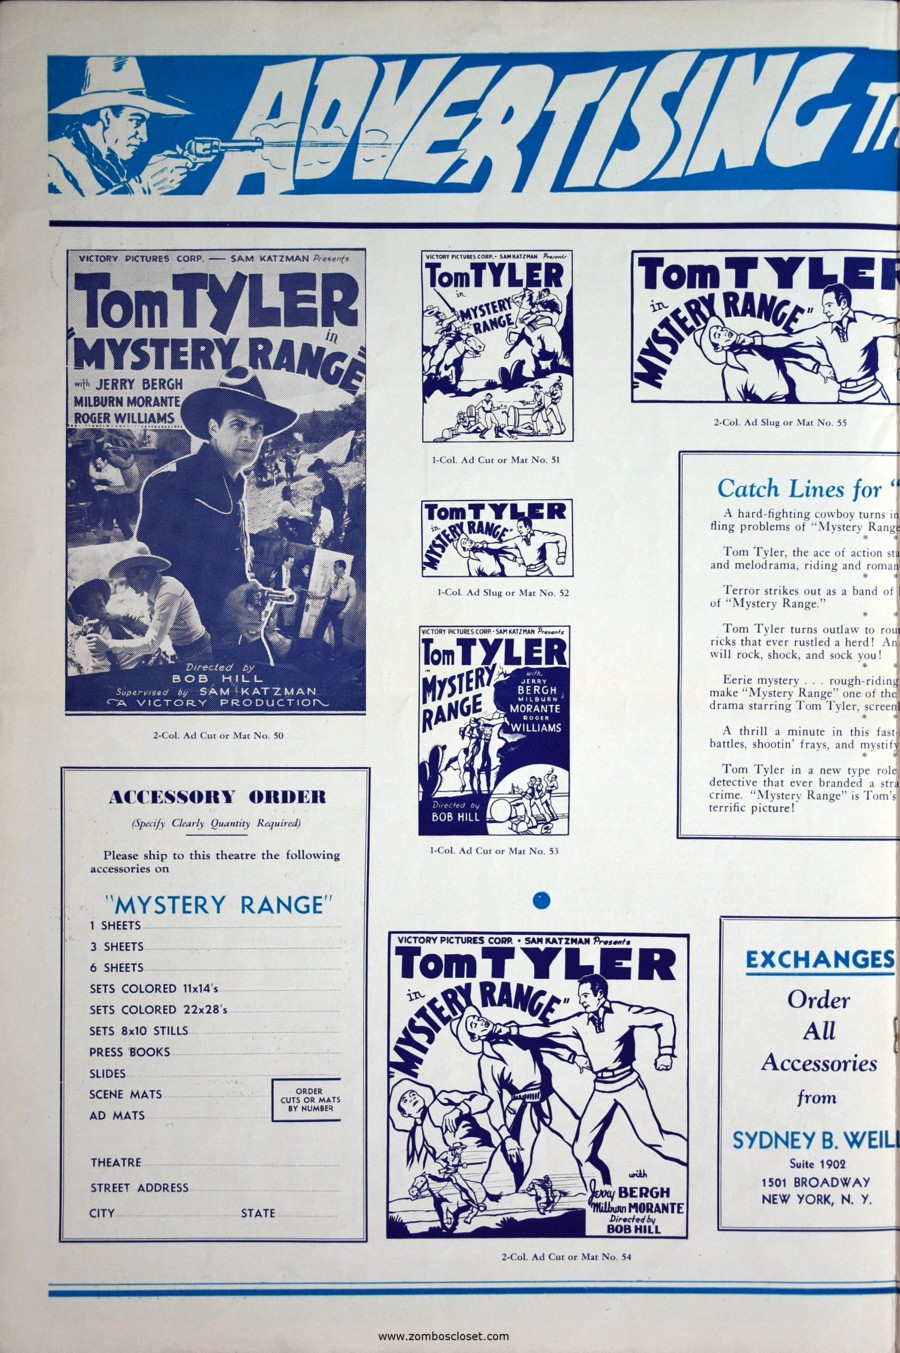 ADVERTISING
VICTORY PICTURES CORP. — SAM KATZMAN Presents
Tom TYLER
in
"MYSTERY RANGE"
with JERRY BERGH
MILBURN MORANTE
ROGER WILLIAMS
Directed by
BOB HILL
Supervised by SAM KATZMAN
A VICTORY PRODUCTION
2-Col. Ad Cut or Mat No. 50
ACCESSORY ORDER
(Specify Clearly Quantity Required)
Please ship to this theatre the following
accessories on
"MYSTERY RANGE"
1 SHEETS
3 SHEETS
6 SHEETS
SETS COLORED 11x14's
SETS COLORED 22x28's
SETS 8x10 STILLS
PRESS BOOKS
SLIDES
SCENE MATS
AD MATS
ORDER
CUTS OR MATS
BY NUMBER
THEATRE
STREET ADDRESS
CITY STATE
VICTORY PICTURES CORP. - SAM KATZMAN Presents
Tom TYLER
in
"MYSTERY
RANGE"
1-Col. Ad Cut or Mat No. 51
Tom TYLER
in
"MYSTERY RANGE"
1-Col. Ad Slug or Mat No. 52
VICTORY PICTURES CORP. - SAM KATZMAN Presents
Tom TYLER
in
MYSTERY
RANGE
with
JERRY
BERGH
MILBURN
MORANTE
ROGER
WILLIAMS
Directed by
BOB HILL
1-Col. Ad Cut or Mat No. 53
VICTORY PICTURES CORP. • SAM KATZMAN Presents
Tom TYLER
in
"MYSTERY RANGE"
with
Jerry BERGH
Milburn MORANTE
Directed by
BOB HILL
2-Col. Ad Cut or Mat No. 54
Tom TYLER
in
"MYSTERY RANGE"
2-Col. Ad Slug or Mat No. 55
Catch Lines for "
A hard-fighting cowboy turns in
fling problems of "Mystery Range
* *
Tom Tyler, the ace of action sta
and melodrama, riding and roman
* *
Terror strikes out as a band of
of "Mystery Range."
* *
Tom Tyler turns outlaw to rou
ricks that ever rustled a herd! An
will rock, shock, and sock you!
* *
Eerie mystery . . . rough-riding
make "Mystery Range" one of the
drama starring Tom Tyler, screen
* *
A thrill a minute in this fast-
battles, shootin' frays, and mystify
* *
Tom Tyler in a new type role
detective that ever branded a stra
crime. "Mystery Range" is Tom's
terrific picture!
EXCHANGES
Order
All
Accessories
from
SYDNEY B. WEILL
Suite 1902
1501 BROADWAY
NEW YORK, N. Y.
www.zomboscloset.com